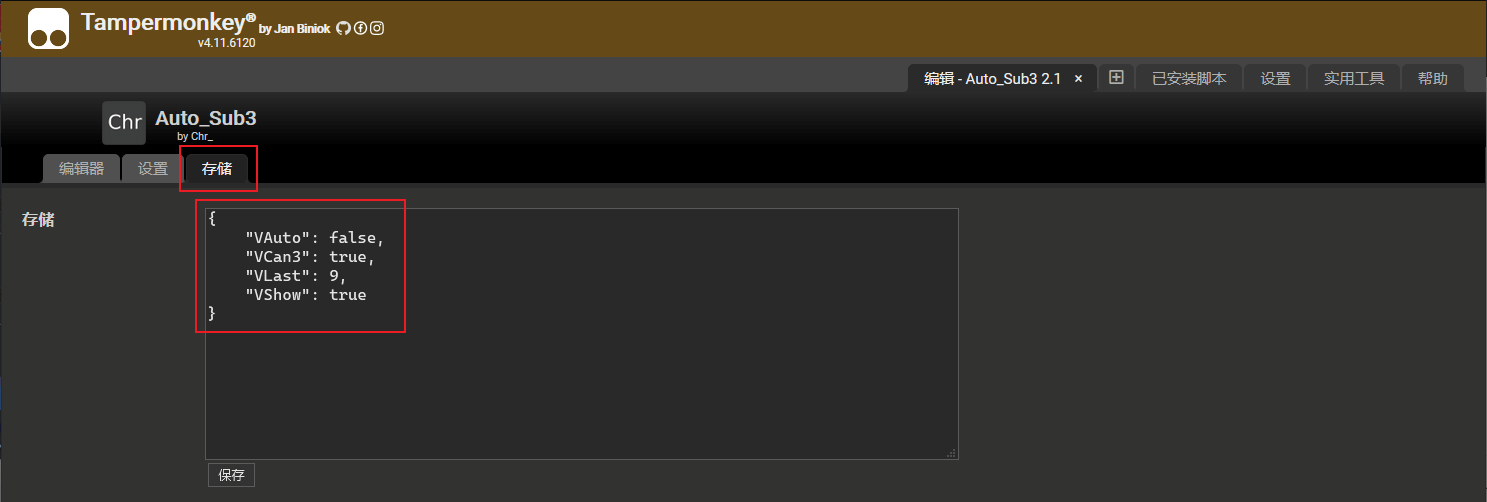 Tampermonkey® by Jan Biniok
v4.11.6120
编辑 - Auto_Sub3 2.1 × 已安装脚本 设置 实用工具 帮助
Chr Auto_Sub3
by Chr_
编辑器 设置 存储
存储
{
"VAuto": false,
"VCan3": true,
"VLast": 9,
"VShow": true
}
保存